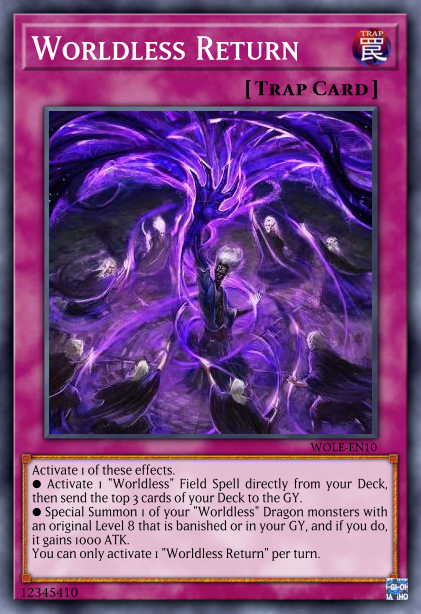 Worldless Return
TRAP
罠
[Trap Card]
WOLE-EN10
Activate 1 of these effects.
● Activate 1 "Worldless" Field Spell directly from your Deck,
then send the top 3 cards of your Deck to the GY.
● Special Summon 1 of your "Worldless" Dragon monsters with
an original Level 8 that is banished or in your GY, and if you do,
it gains 1000 ATK.
You can only activate 1 "Worldless Return" per turn.
12345410